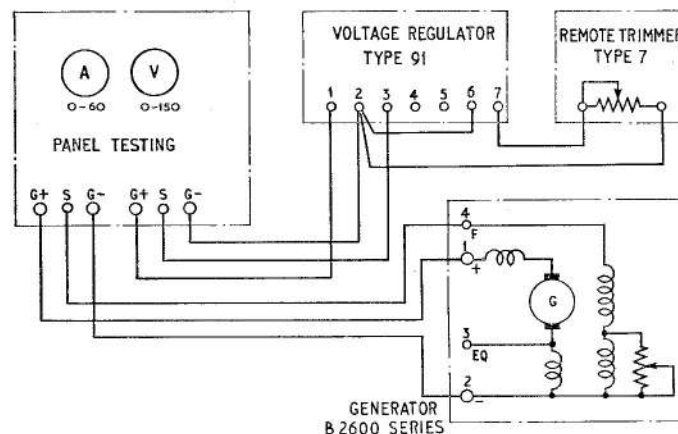 A
0-60
V
0-150
PANEL TESTING
G+ S G- G+ S G-
VOLTAGE REGULATOR
TYPE 91
1 2 3 4 5 6 7
REMOTE TRIMMER
TYPE 7
4
F
1
+
G
3
EQ
2
-
GENERATOR
B 2600 SERIES